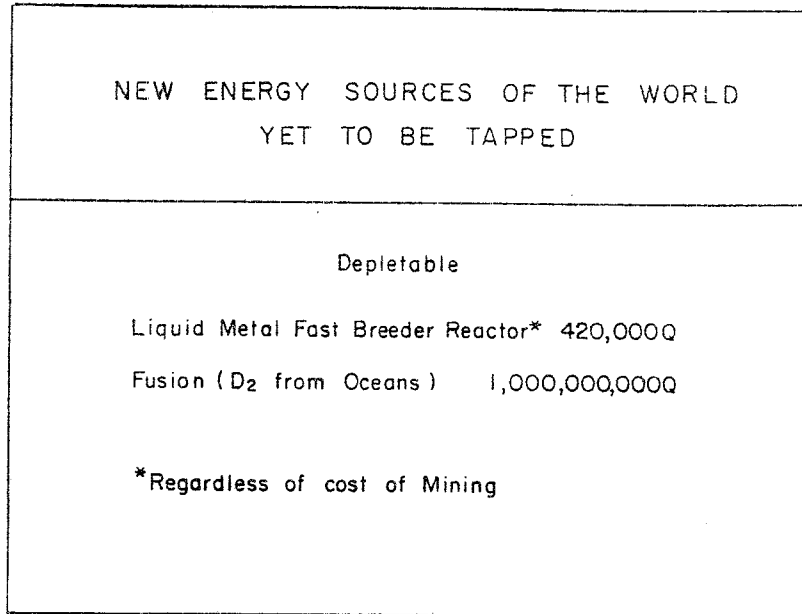 NEW ENERGY SOURCES OF THE WORLD
YET TO BE TAPPED
Depletable
Liquid Metal Fast Breeder Reactor* 420,000Q
Fusion (D2 from Oceans) 1,000,000,000Q
*Regardless of cost of Mining